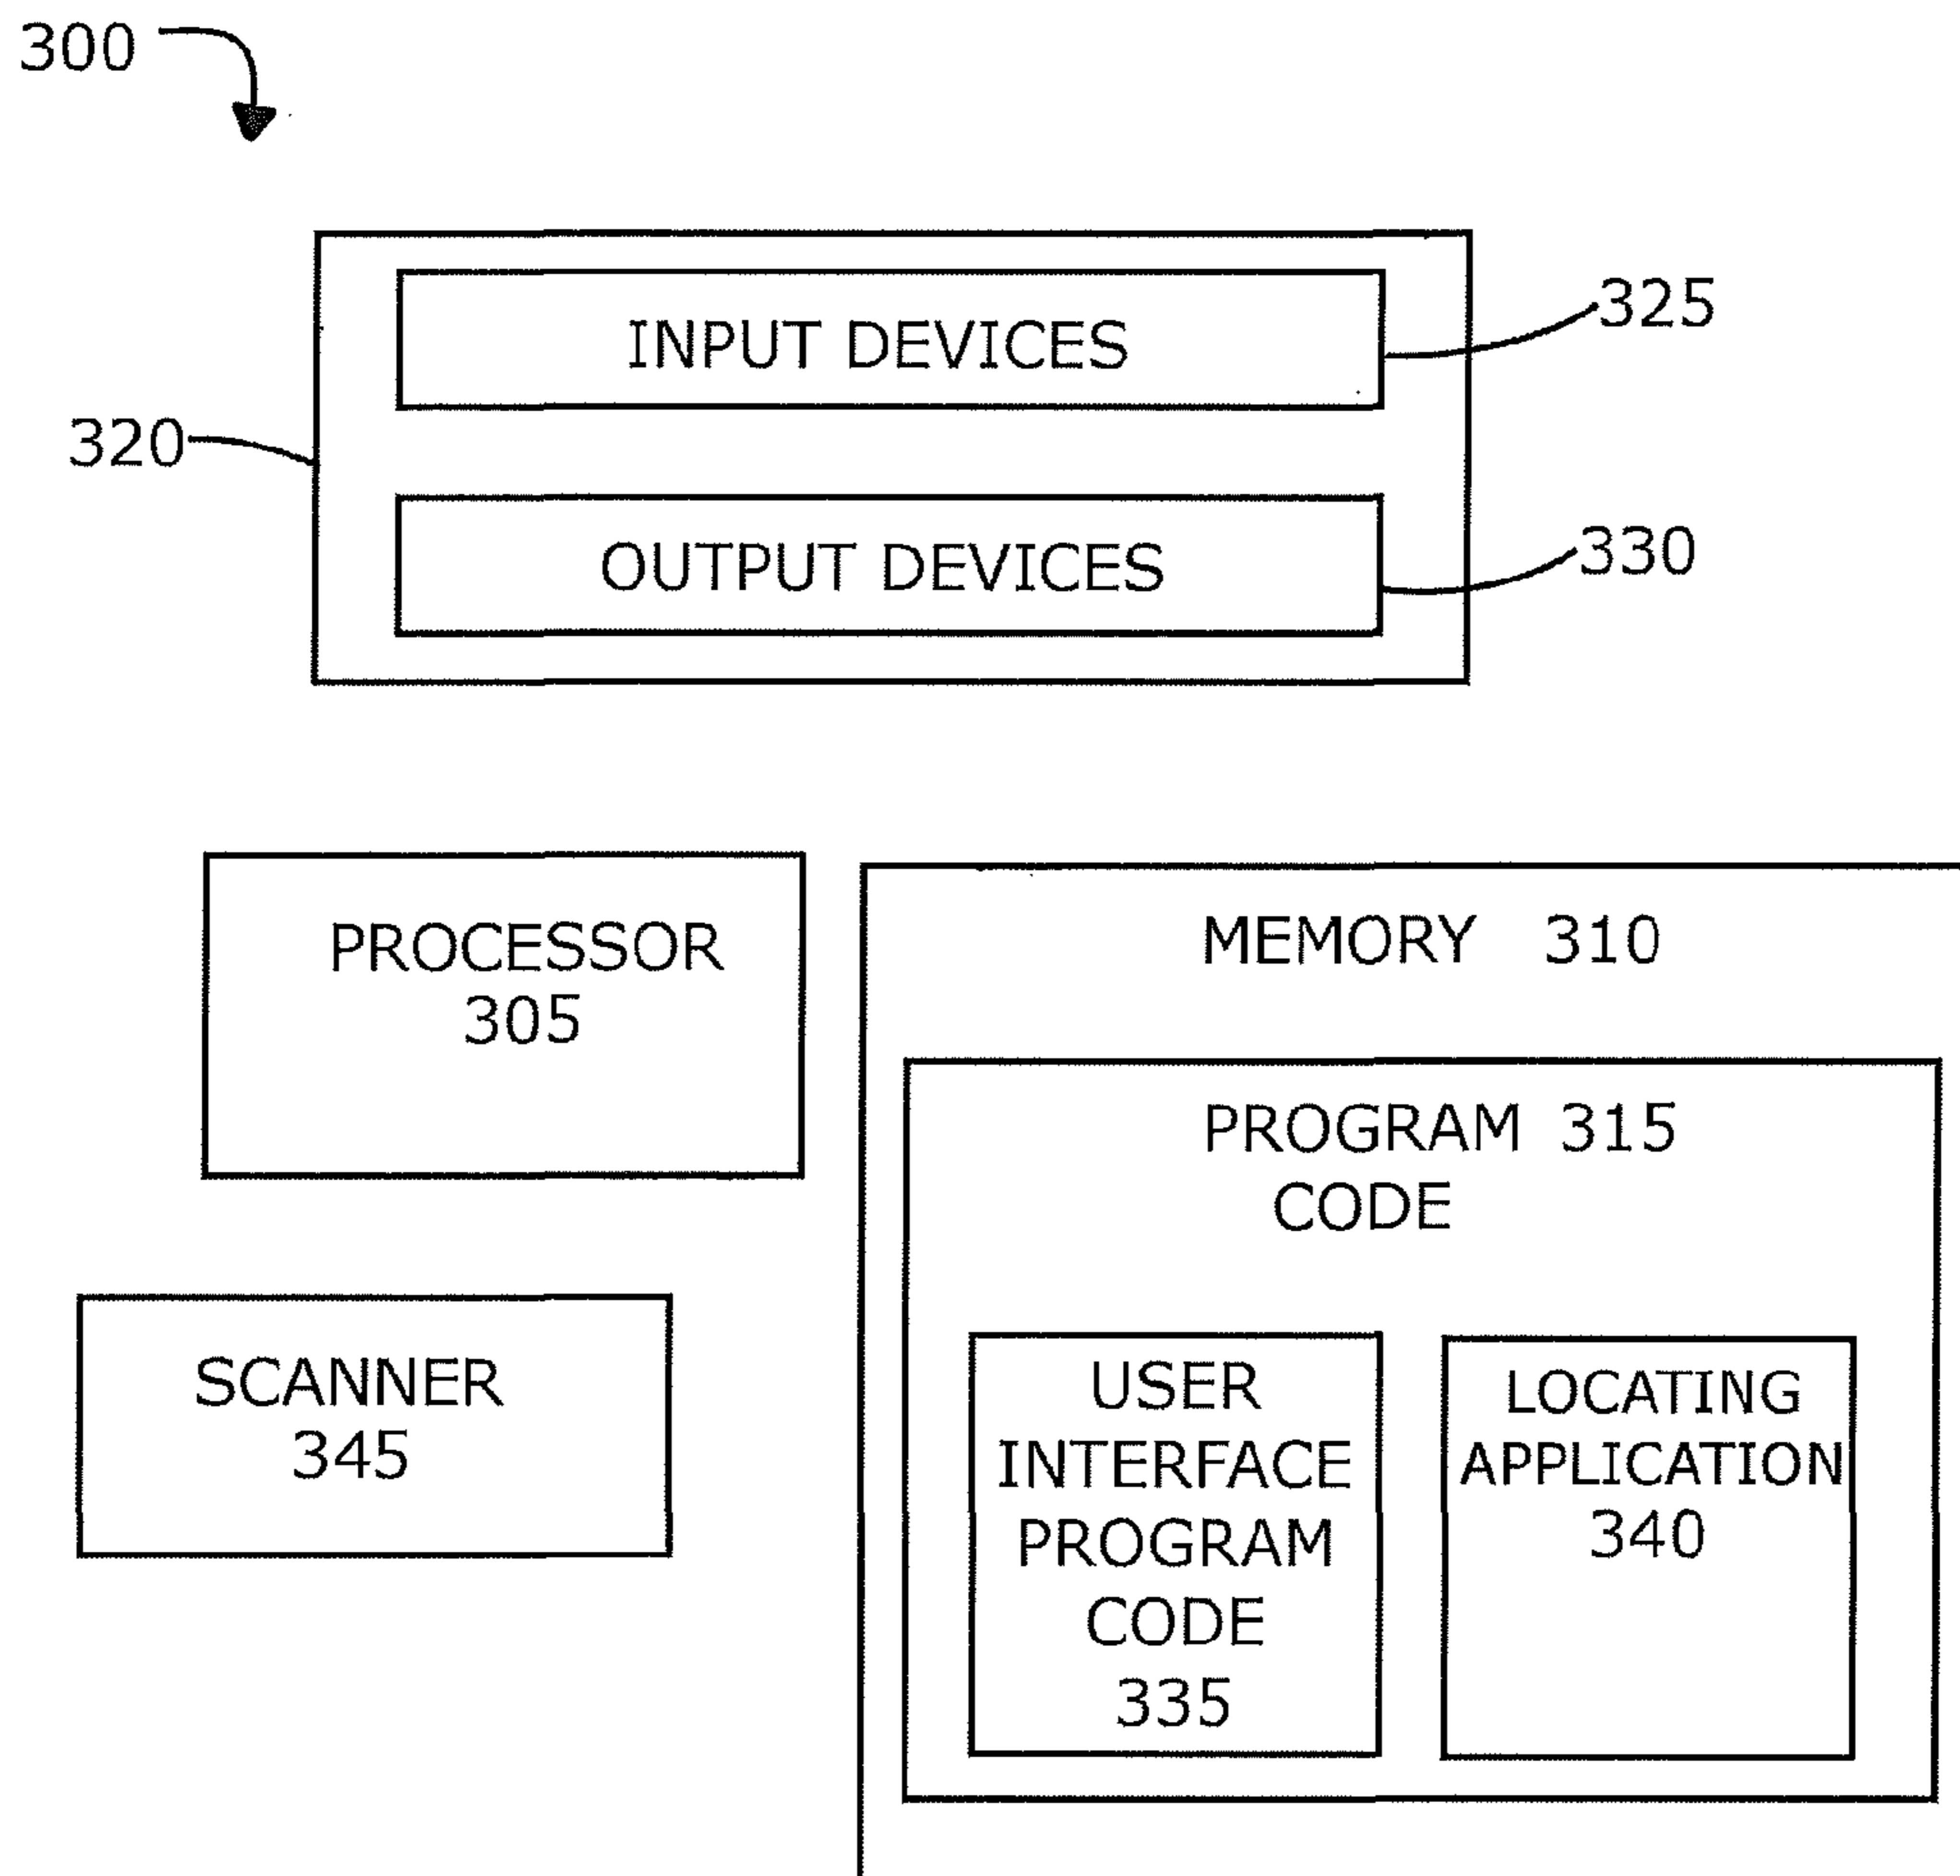 300
INPUT DEVICES
325
320
OUTPUT DEVICES
330
PROCESSOR
305
MEMORY 310
PROGRAM 315
CODE
SCANNER
345
USER
INTERFACE
PROGRAM
CODE
335
LOCATING
APPLICATION
340